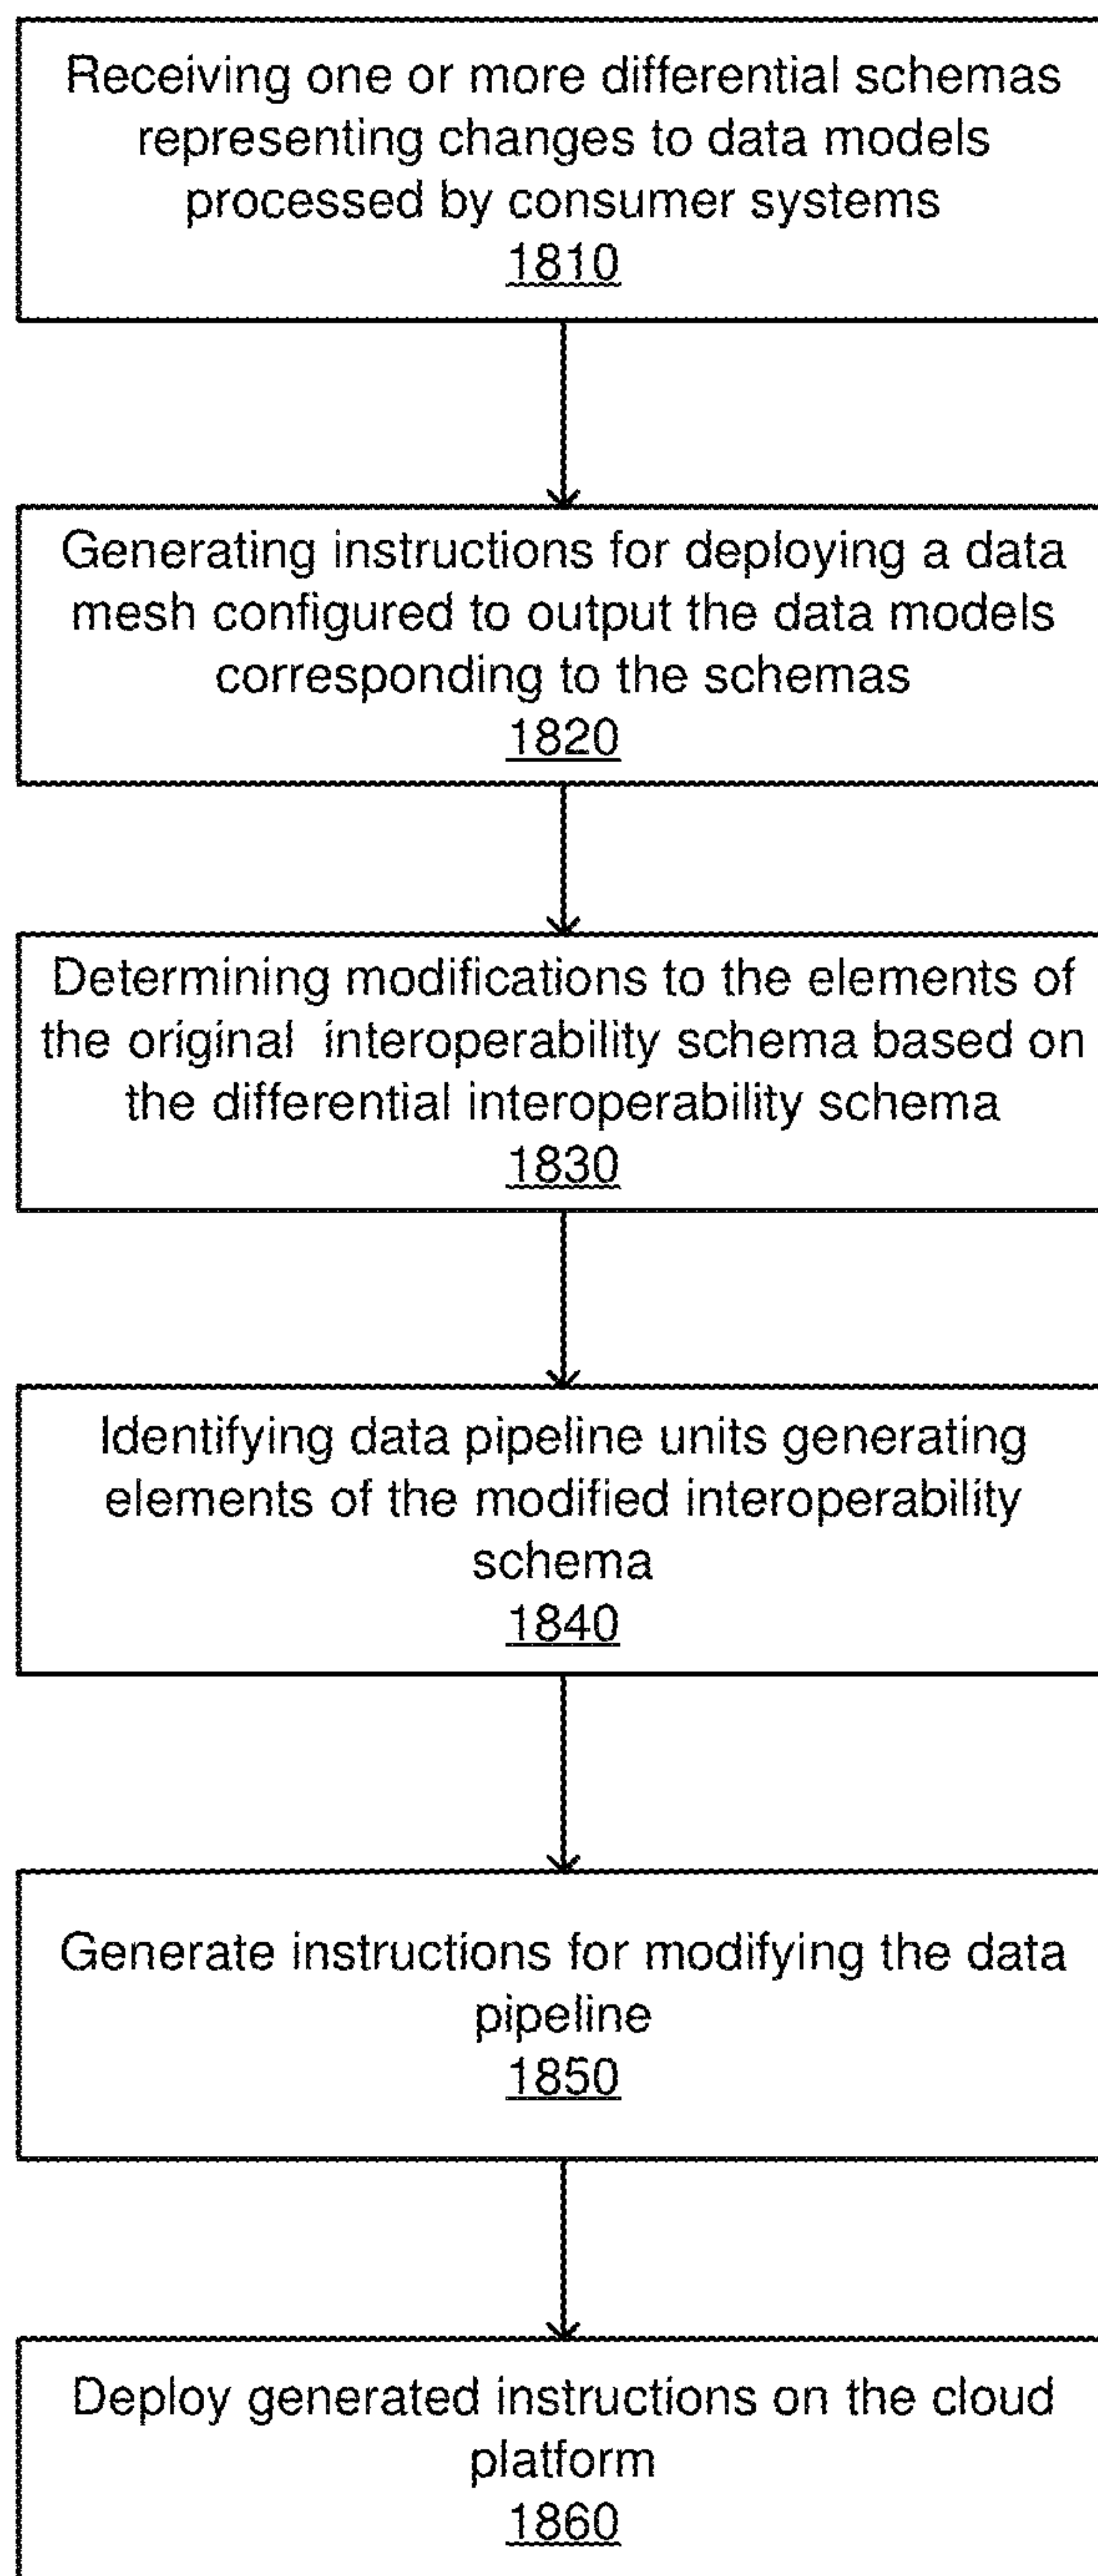 Receiving one or more differential schemas
representing changes to data models
processed by consumer systems
1810
Generating instructions for deploying a data
mesh configured to output the data models
corresponding to the schemas
1820
Determining modifications to the elements of
the original interoperability schema based on
the differential interoperability schema
1830
Identifying data pipeline units generating
elements of the modified interoperability
schema
1840
Generate instructions for modifying the data
pipeline
1850
Deploy generated instructions on the cloud
platform
1860